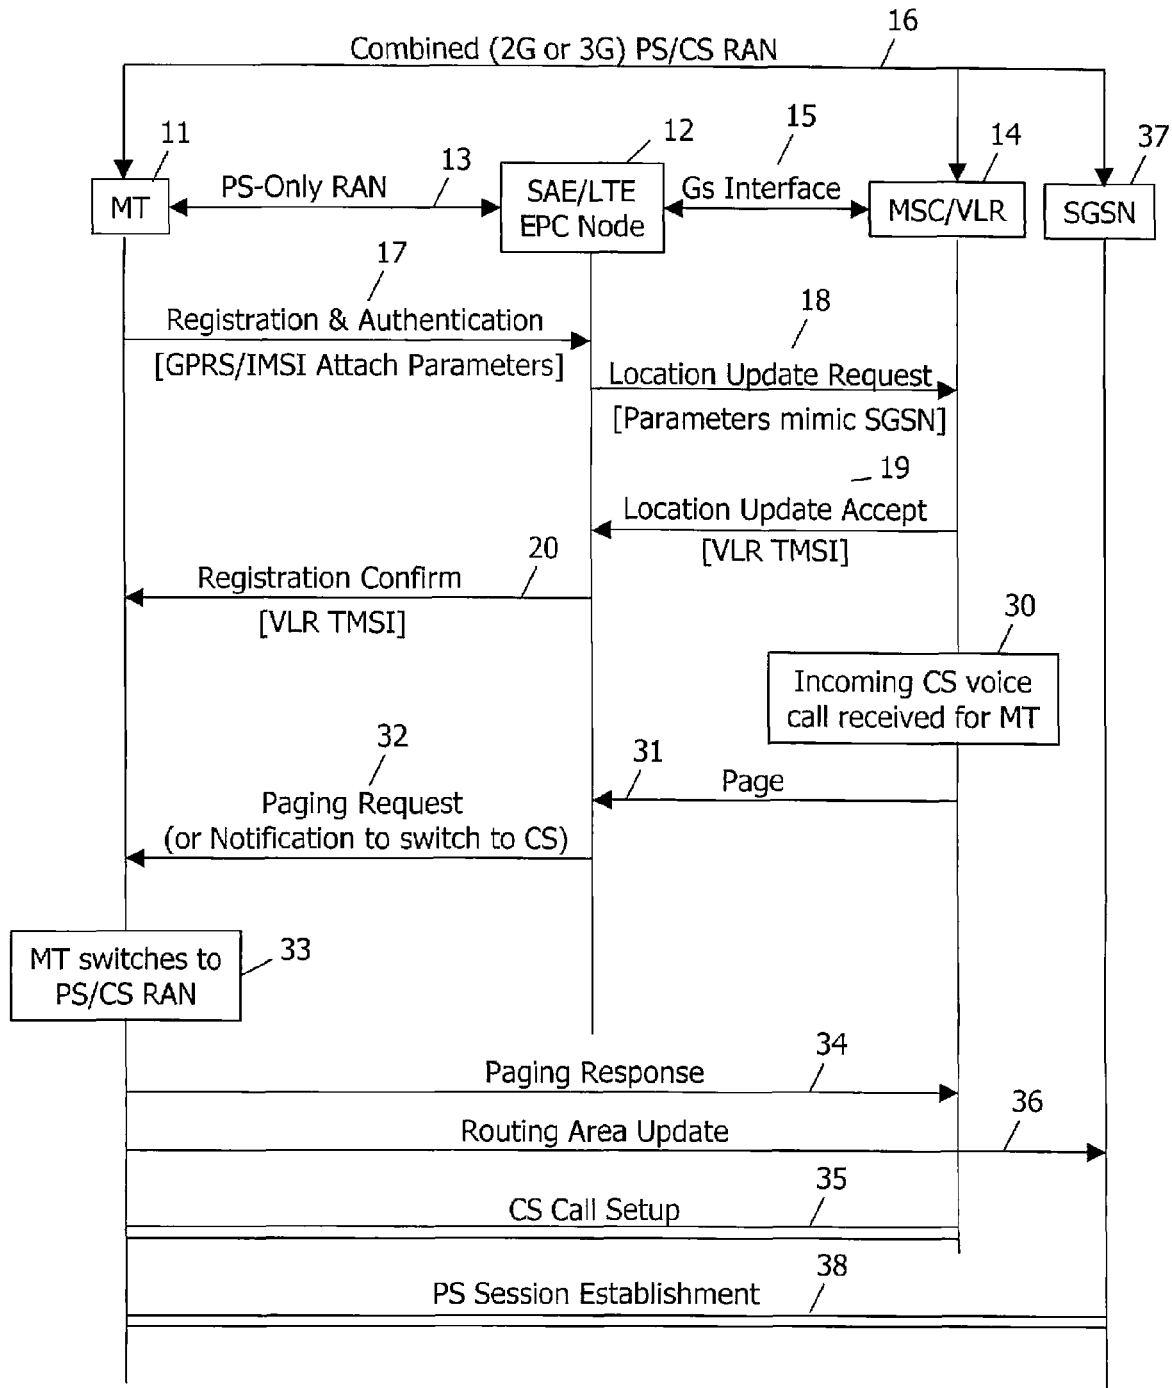 16
Combined (2G or 3G) PS/CS RAN
11
13
12
15
14
37
MT
PS-Only RAN
SAE/LTE
EPC Node
Gs Interface
MSC/VLR
SGSN
17
Registration & Authentication
[GPRS/IMSI Attach Parameters]
18
Location Update Request
[Parameters mimic SGSN]
19
Location Update Accept
[VLR TMSI]
20
Registration Confirm
[VLR TMSI]
30
Incoming CS voice
call received for MT
31
Page
32
Paging Request
(or Notification to switch to CS)
MT switches to
PS/CS RAN
33
Paging Response
34
Routing Area Update
36
CS Call Setup
35
PS Session Establishment
38